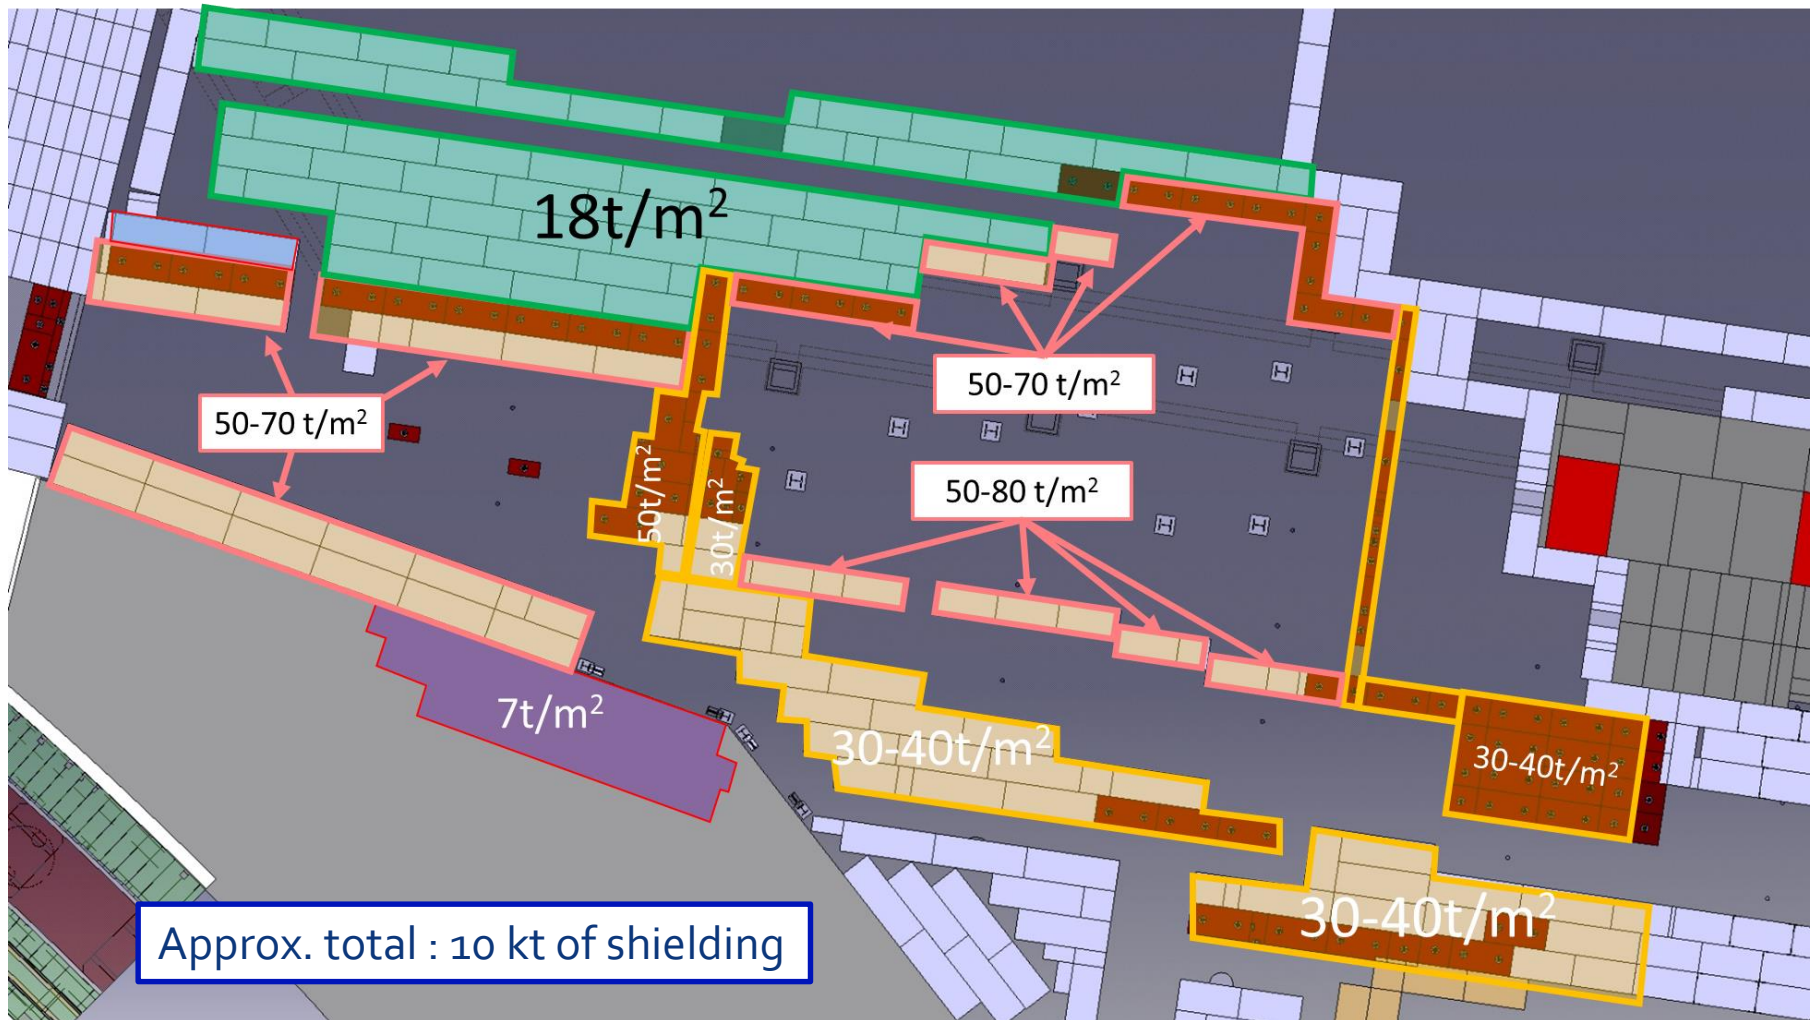 18t/m²
50-70 t/m²
50-70 t/m²
50t/m²
30t/m²
50-80 t/m²
7t/m²
30-40t/m²
30-40t/m²
30-40t/m²
Approx. total : 10 kt of shielding